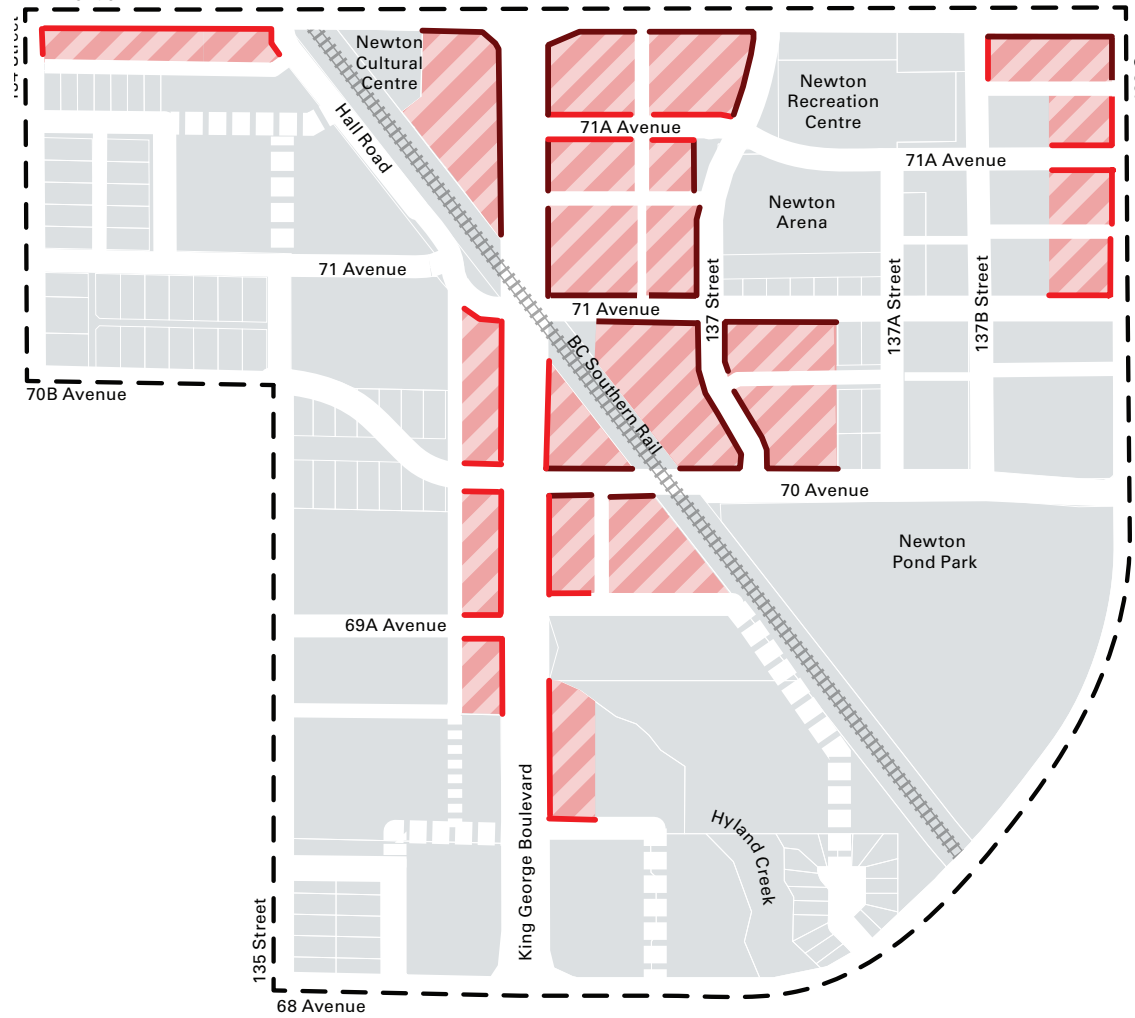 Newton
Cultural
Centre
Hall Road
71A Avenue
Newton
Recreation
Centre
71A Avenue
Newton
Arena
71 Avenue
71 Avenue
137 Street
137A Street
137B Street
BC Southern Rail
70B Avenue
70 Avenue
Newton
Pond Park
69A Avenue
King George Boulevard
Hyland Creek
135 Street
68 Avenue